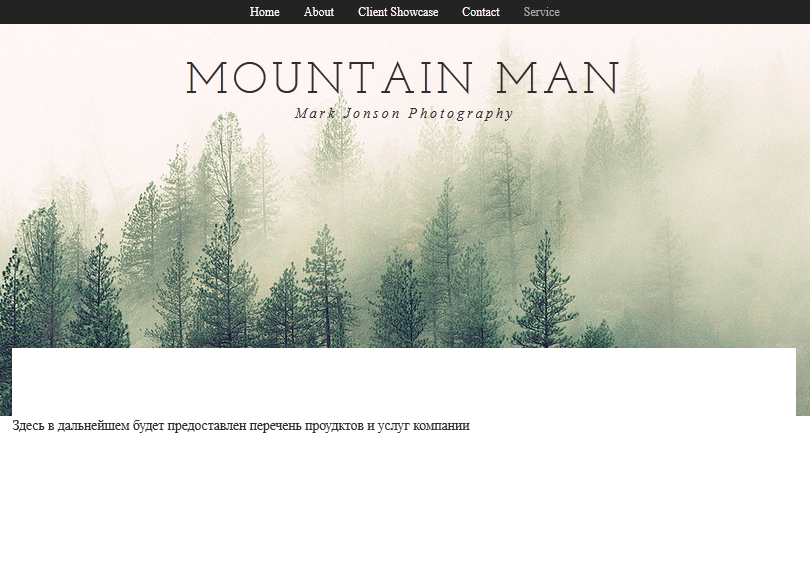 Home About Client Showcase Contact Service
MOUNTAIN MAN
Mark Jonson Photography
Здесь в дальнейшем будет предоставлен перечень проудктов и услуг компании